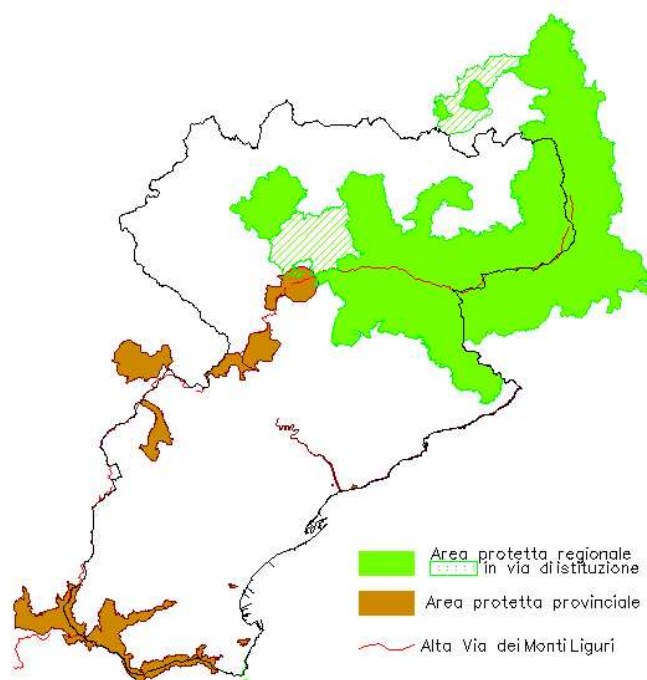 Area protetta regionale
in via di istituzione
Area protetta provinciale
Alta Via dei Monti Liguri